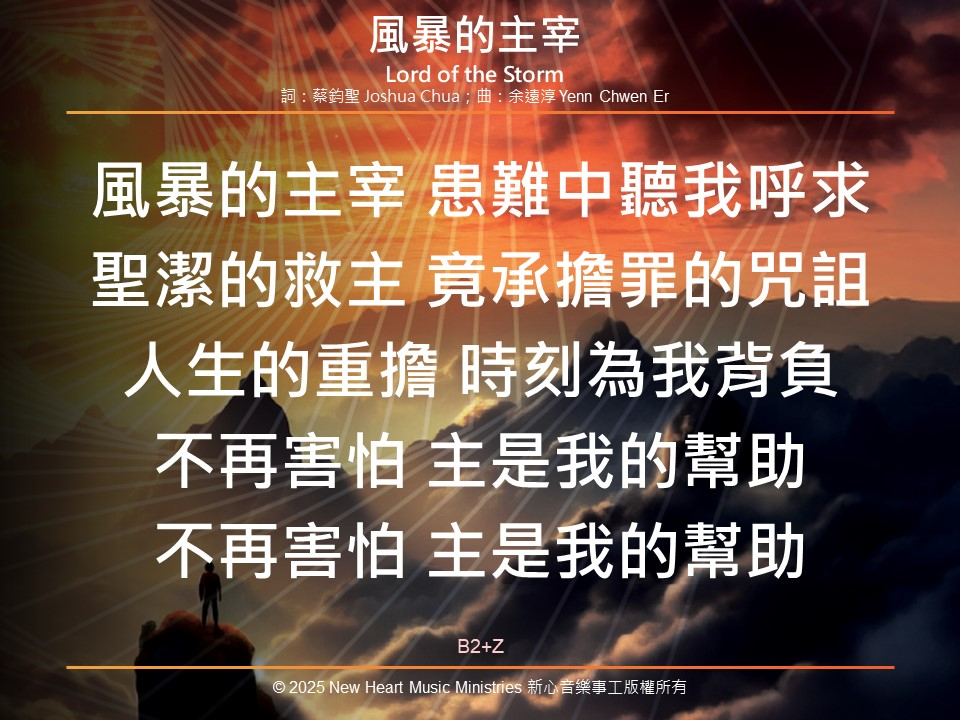 風暴的主宰
Lord of the Storm
詞：蔡鈞聖 Joshua Chua；曲：余遠淳 Yenn Chwen Er
風暴的主宰 患難中聽我呼求
聖潔的救主 竟承擔罪的咒詛
人生的重擔 時刻為我背負
不再害怕 主是我的幫助
不再害怕 主是我的幫助
B2+Z
© 2025 New Heart Music Ministries 新心音樂事工版權所有